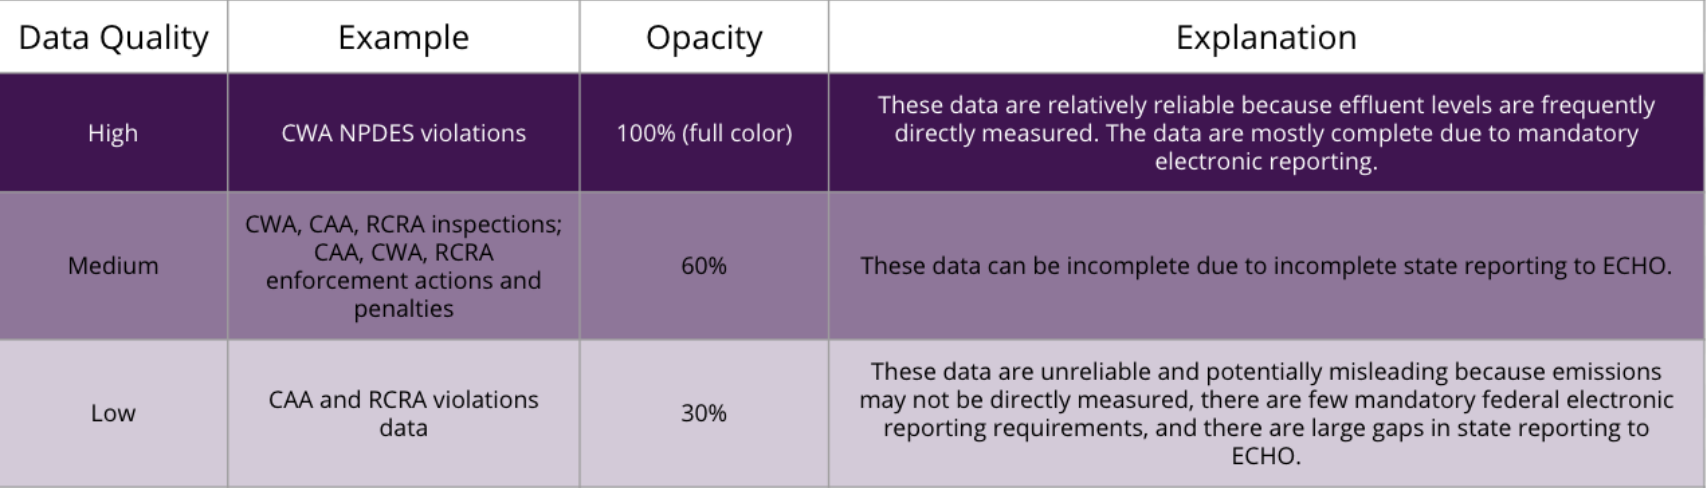 Data Quality
Example
Opacity
Explanation
High
CWA NPDES violations
100% (full color)
These data are relatively reliable because effluent levels are frequently
directly measured. The data are mostly complete due to mandatory
electronic reporting.
Medium
CWA, CAA, RCRA inspections;
CAA, CWA, RCRA
enforcement actions and
penalties
60%
These data can be incomplete due to incomplete state reporting to ECHO.
Low
CAA and RCRA violations
data
30%
These data are unreliable and potentially misleading because emissions
may not be directly measured, there are few mandatory federal electronic
reporting requirements, and there are large gaps in state reporting to
ECHO.